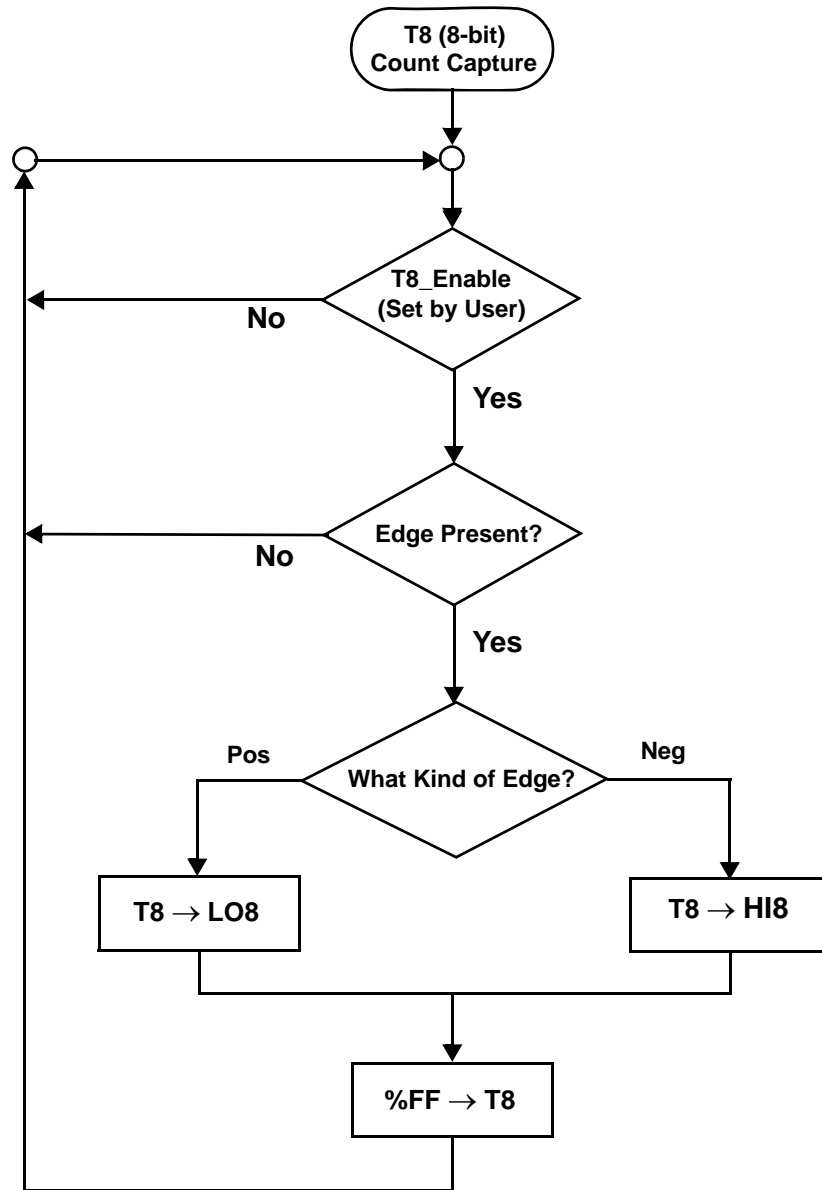 T8 (8-bit)
Count Capture
T8_Enable
(Set by User)
No
Yes
Edge Present?
No
Yes
Pos
What Kind of Edge?
Neg
T8 → LO8
T8 → HI8
%FF → T8